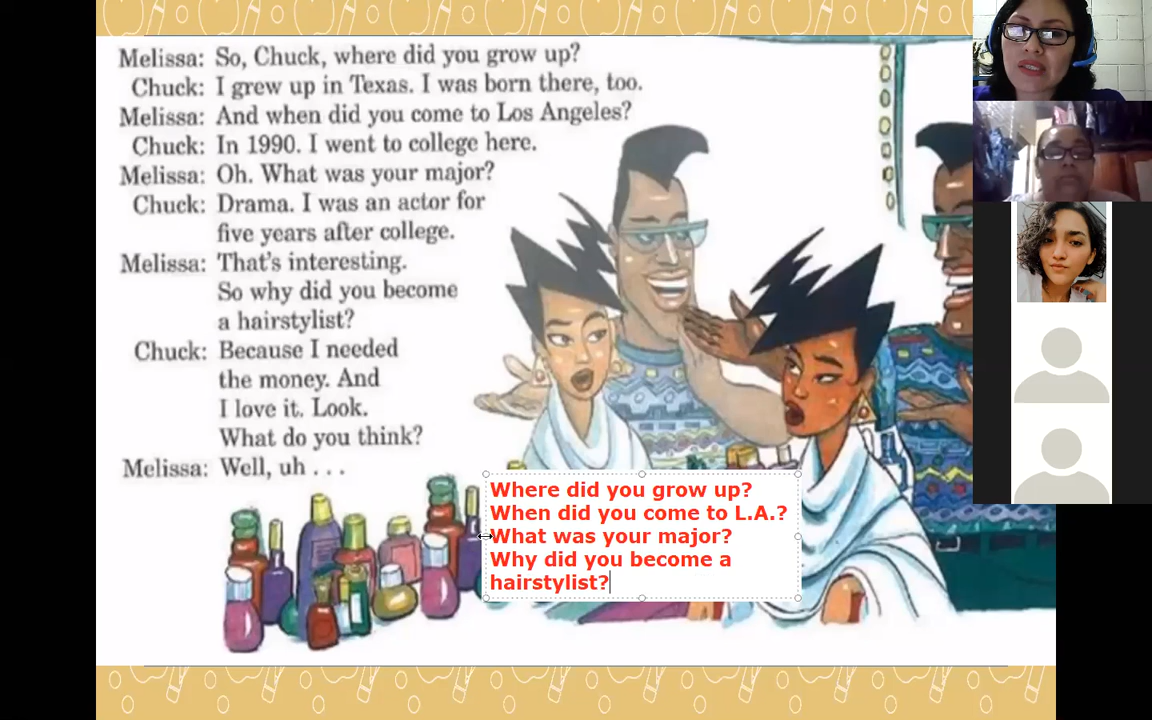 Melissa: So, Chuck, where did you grow up?
Chuck: I grew up in Texas. I was born there, too.
Melissa: And when did you come to Los Angeles?
Chuck: In 1990. I went to college here.
Melissa: Oh. What was your major?
Chuck: Drama. I was an actor for
five years after college.
Melissa: That's interesting.
So why did you become
a hairstylist?
Chuck: Because I needed
the money. And
I love it. Look.
What do you think?
Melissa: Well, uh . . .
Where did you grow up?
When did you come to L.A.?
What was your major?
Why did you become a
hairstylist?